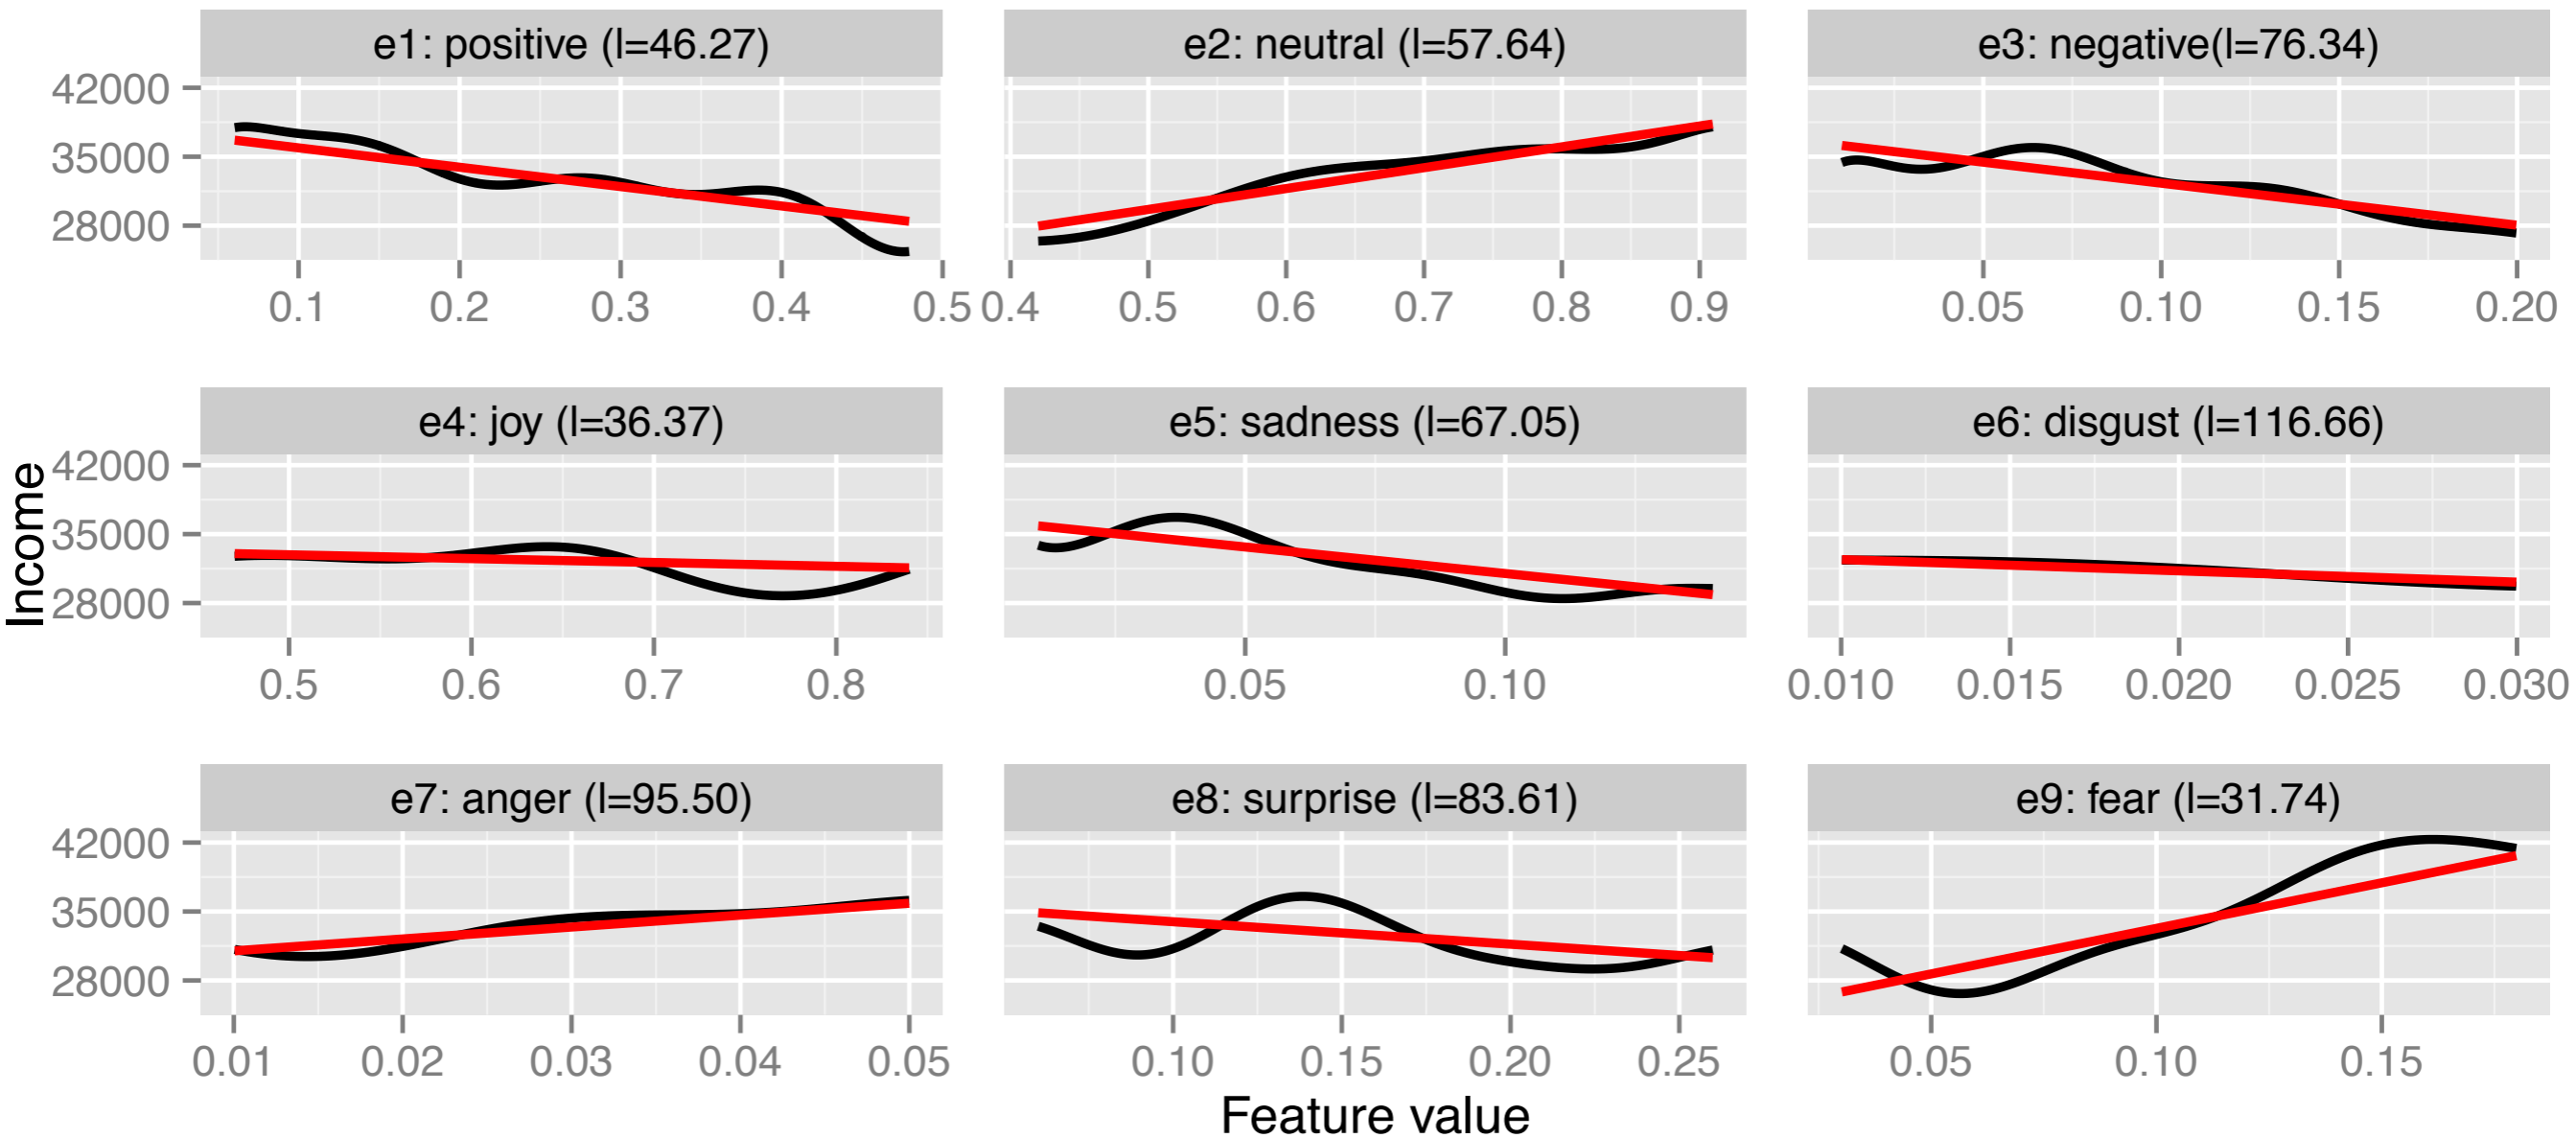 e1: positive (l=46.27) e2: neutral (l=57.64) e3: negative(l=76.34)
42000
35000
28000
0.1 0.2 0.3 0.4 0.5 0.4 0.5 0.6 0.7 0.8 0.9 0.05 0.10 0.15 0.20
e4: joy (l=36.37) e5: sadness (l=67.05) e6: disgust (l=116.66)
Income
42000
35000
28000
0.5 0.6 0.7 0.8 0.05 0.10 0.010 0.015 0.020 0.025 0.030
e7: anger (l=95.50) e8: surprise (l=83.61) e9: fear (l=31.74)
42000
35000
28000
0.01 0.02 0.03 0.04 0.05 0.10 0.15 0.20 0.25 0.05 0.10 0.15
Feature value